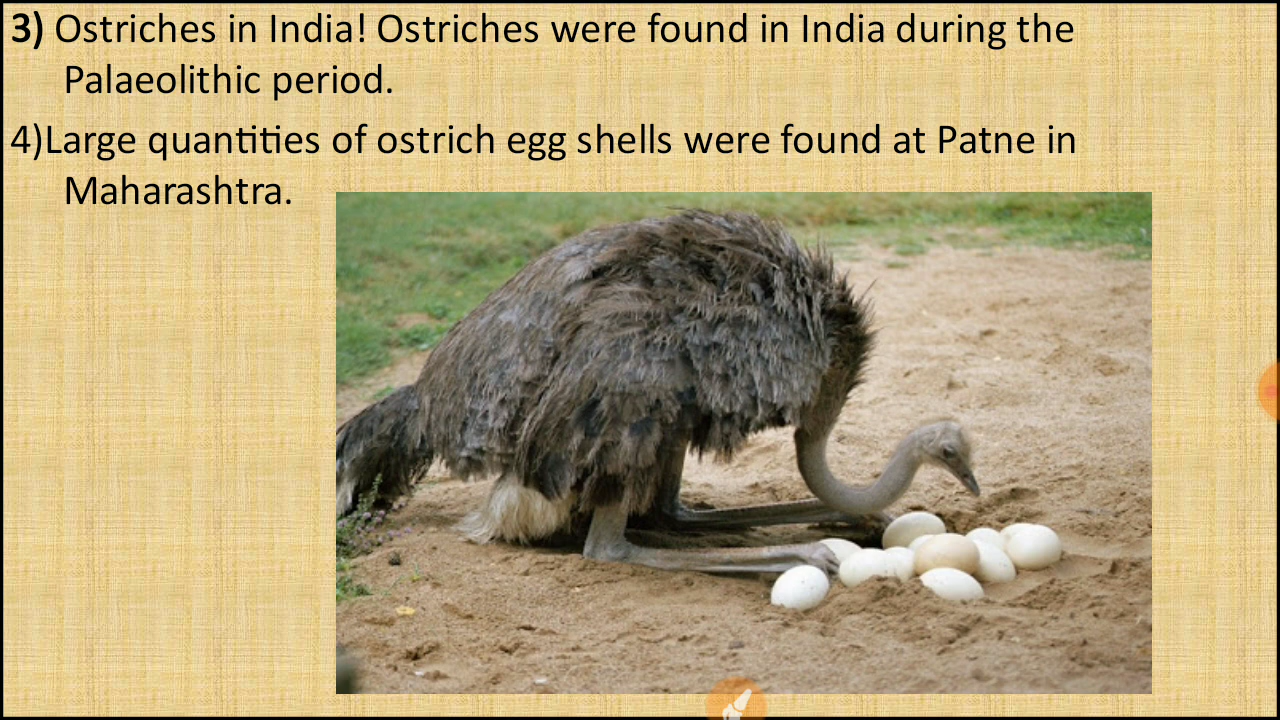 3) Ostriches in India! Ostriches were found in India during the
Palaeolithic period.
4)Large quantities of ostrich egg shells were found at Patne in
Maharashtra.